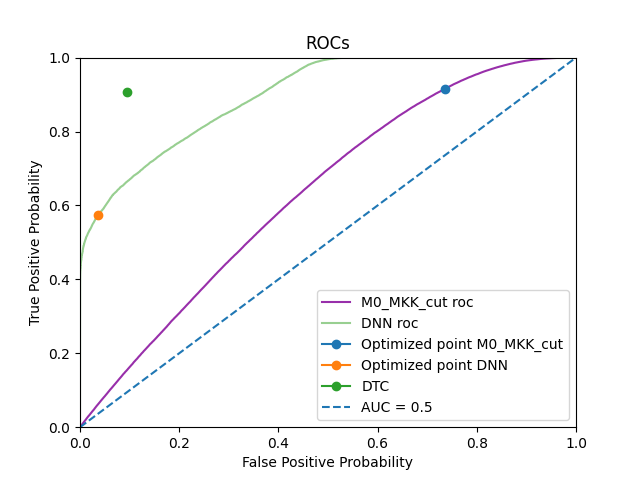 ROCs
True Positive Probability
1.0
0.8
0.6
0.4
0.2
0.0
M0_MKK_cut roc
DNN roc
Optimized point M0_MKK_cut
Optimized point DNN
DTC
AUC = 0.5
0.0 0.2 0.4 0.6 0.8 1.0
False Positive Probability